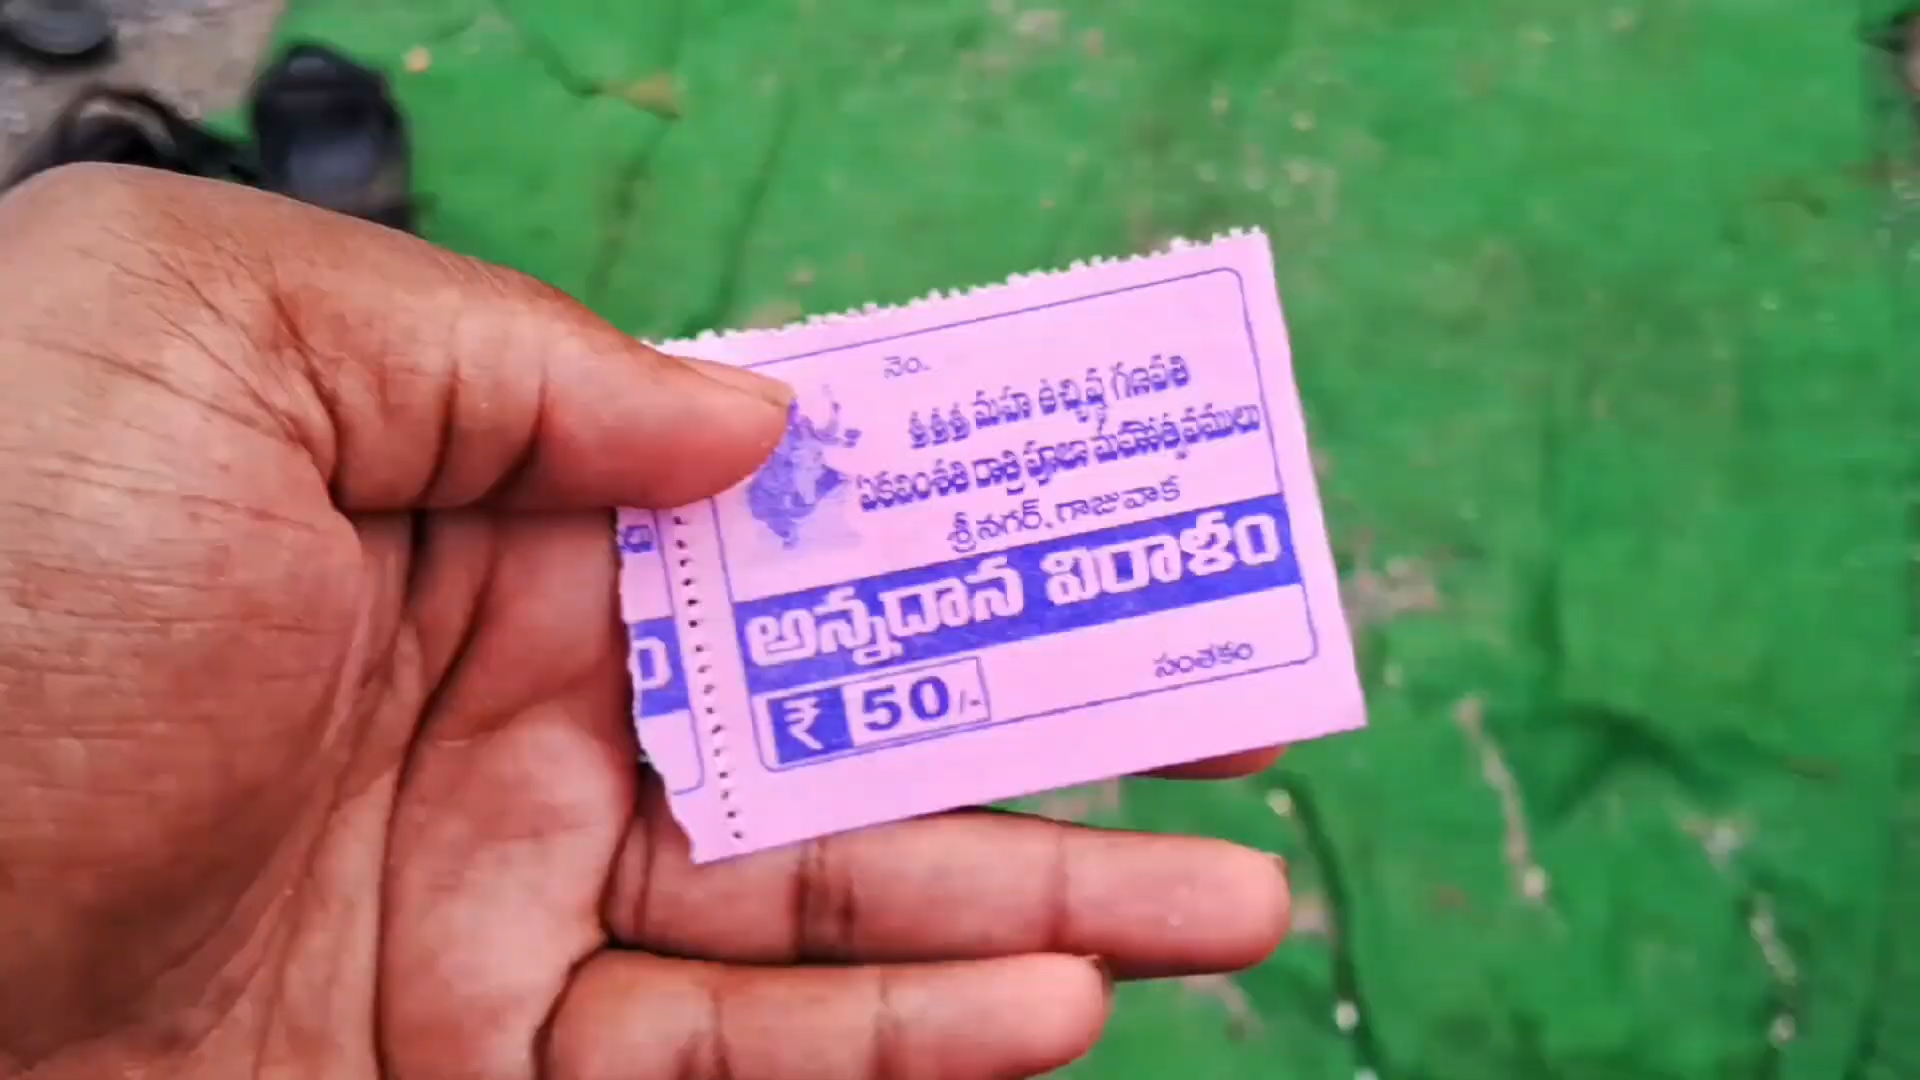 నెం.
శ్రీశ్రీశ్రీ మహా ఉచ్ఛిష్ఠ గణపతి
ఏకవింశతి రాత్రి పూజా మహోత్సవములు
శ్రీనగర్, గాజువాక
అన్నదాన విరాళం
₹ 50/-
సంతకం